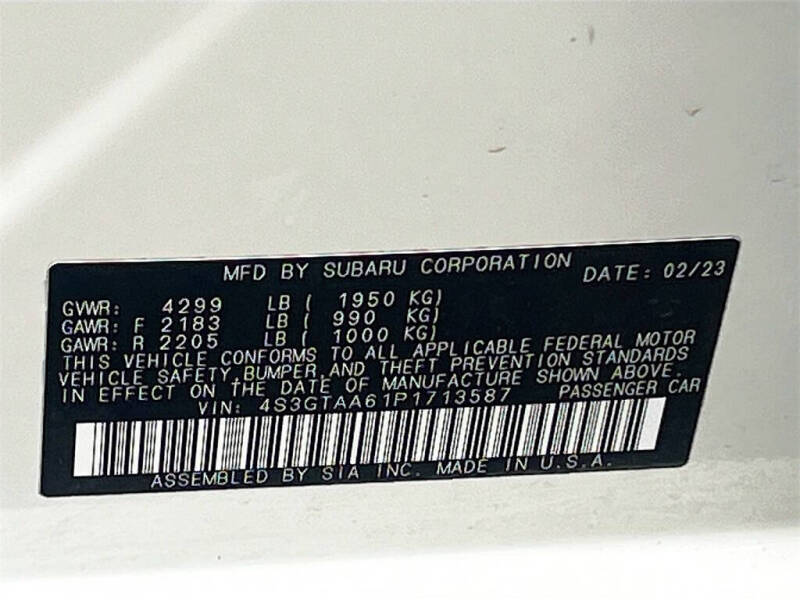 MFD BY SUBARU CORPORATION DATE: 02/23
GVWR: 4299 LB ( 1950 KG)
GAWR: F 2183 LB ( 990 KG)
GAWR: R 2205 LB ( 1000 KG)
THIS VEHICLE CONFORMS TO ALL APPLICABLE FEDERAL MOTOR
VEHICLE SAFETY, BUMPER, AND THEFT PREVENTION STANDARDS
IN EFFECT ON THE DATE OF MANUFACTURE SHOWN ABOVE.
VIN: 4S3GTAA61P1713587 PASSENGER CAR
ASSEMBLED BY SIA INC. MADE IN U.S.A.